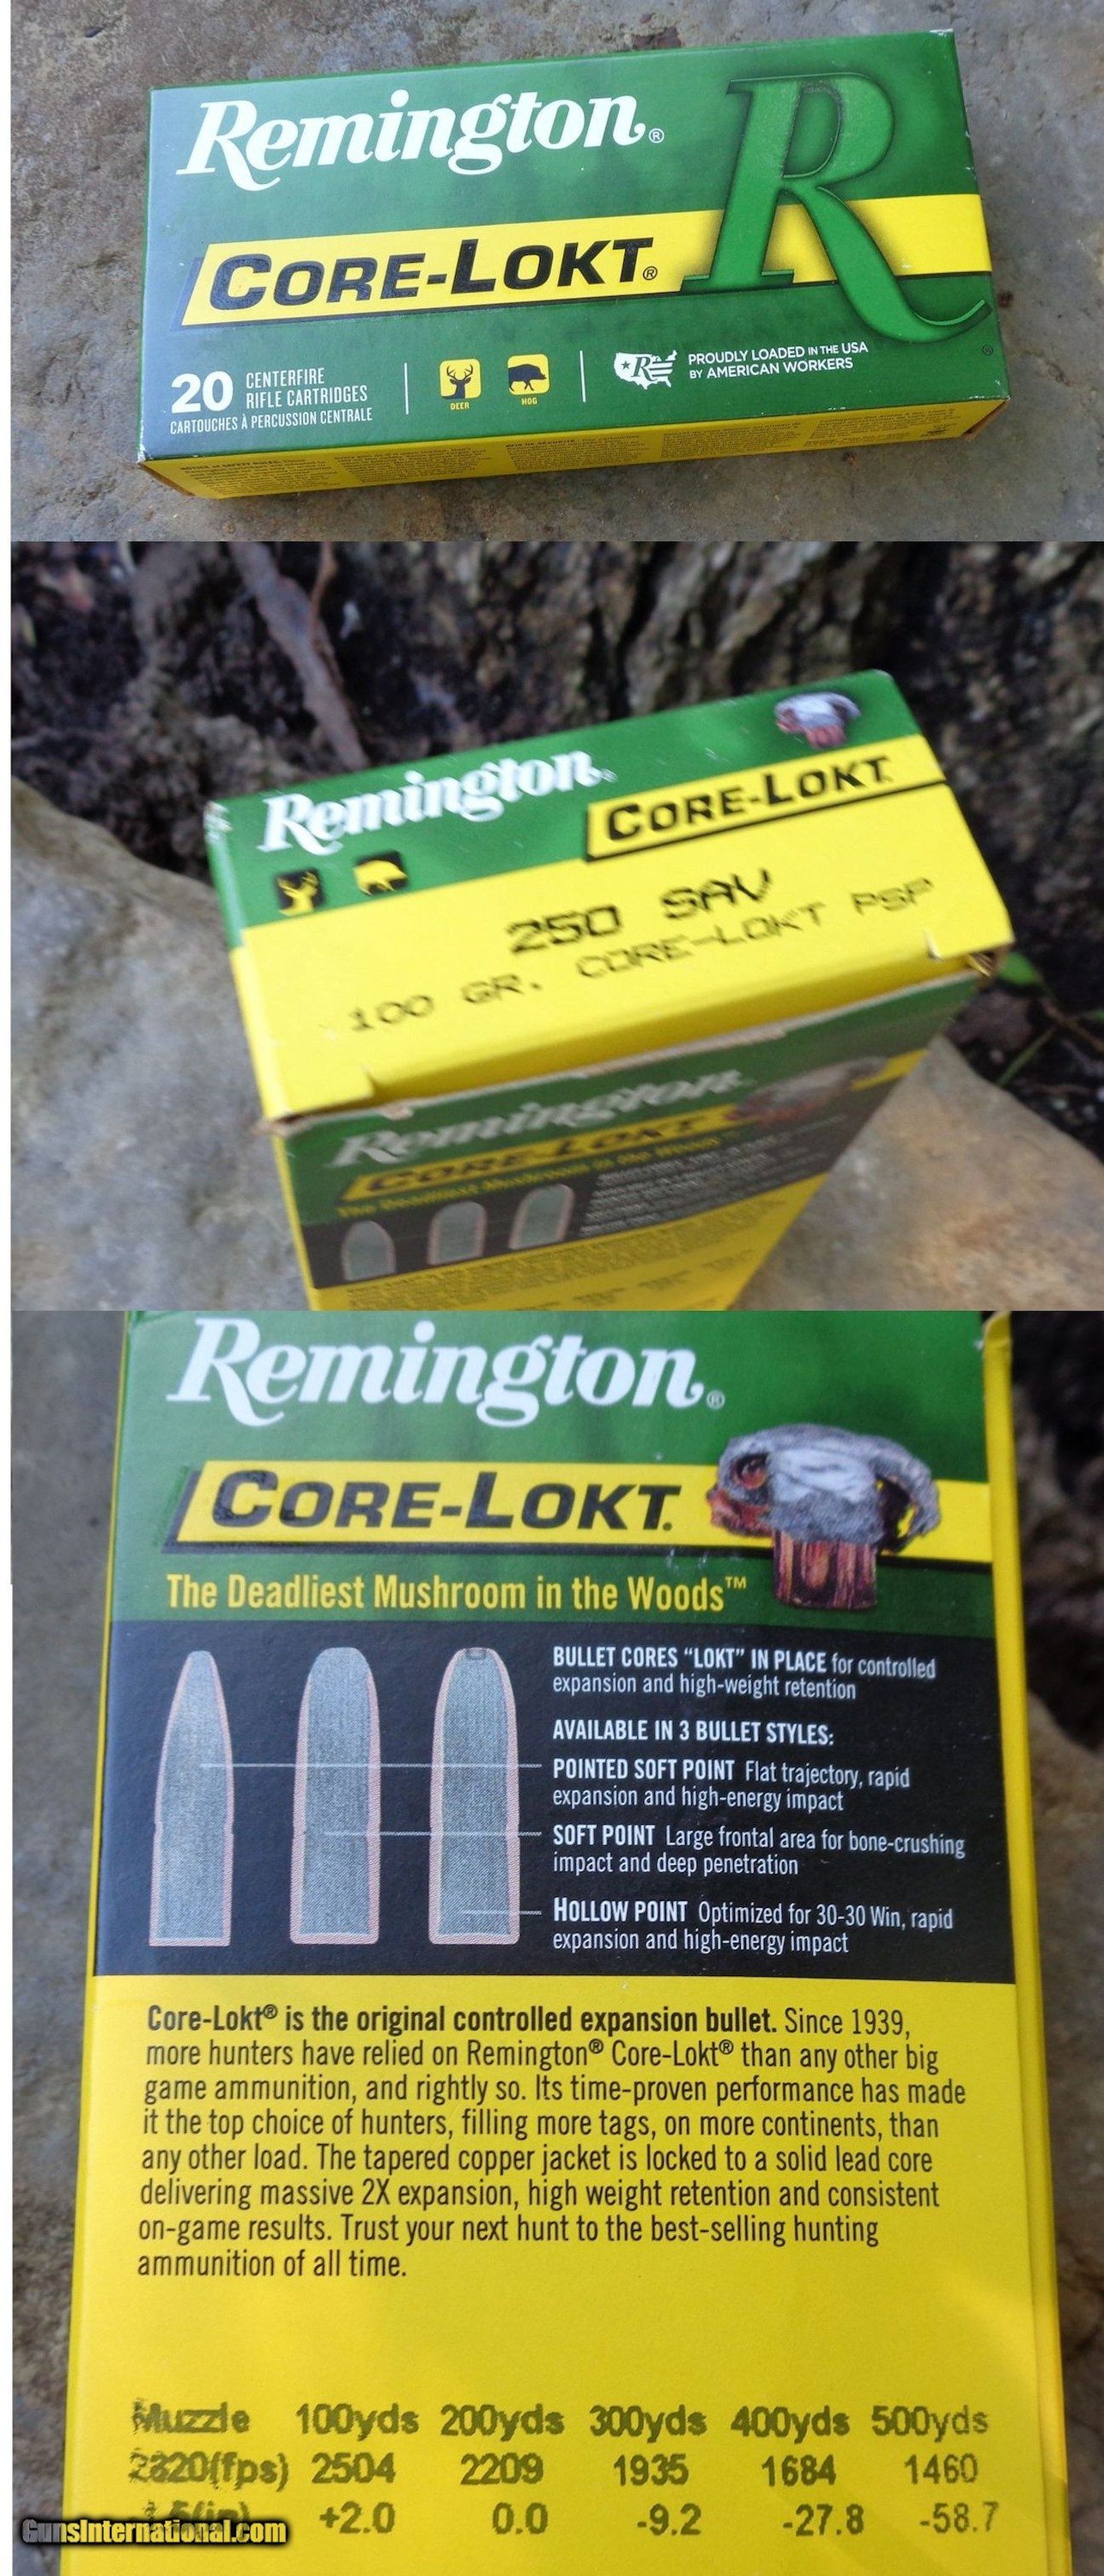 Remington®
CORE-LOKT®
R
®
20 CENTERFIRE
RIFLE CARTRIDGES
CARTOUCHES À PERCUSSION CENTRALE
DEER
HOG
R
PROUDLY LOADED IN THE USA
BY AMERICAN WORKERS
Remington®
CORE-LOKT
250 SAV
100 GR. CORE-LOKT PSP
Remington
CORE-LOKT
The Deadliest Mushroom in the Woods
Remington®
CORE-LOKT.
The Deadliest Mushroom in the Woods™
BULLET CORES “LOKT” IN PLACE for controlled
expansion and high-weight retention
AVAILABLE IN 3 BULLET STYLES:
POINTED SOFT POINT Flat trajectory, rapid
expansion and high-energy impact
SOFT POINT Large frontal area for bone-crushing
impact and deep penetration
HOLLOW POINT Optimized for 30-30 Win, rapid
expansion and high-energy impact
Core-Lokt® is the original controlled expansion bullet. Since 1939,
more hunters have relied on Remington® Core-Lokt® than any other big
game ammunition, and rightly so. Its time-proven performance has made
it the top choice of hunters, filling more tags, on more continents, than
any other load. The tapered copper jacket is locked to a solid lead core
delivering massive 2X expansion, high weight retention and consistent
on-game results. Trust your next hunt to the best-selling hunting
ammunition of all time.
Muzzle 100yds 200yds 300yds 400yds 500yds
2820(fps) 2504 2209 1935 1684 1460
+2.0 0.0 -9.2 -27.8 -58.7
GunsInternational.com